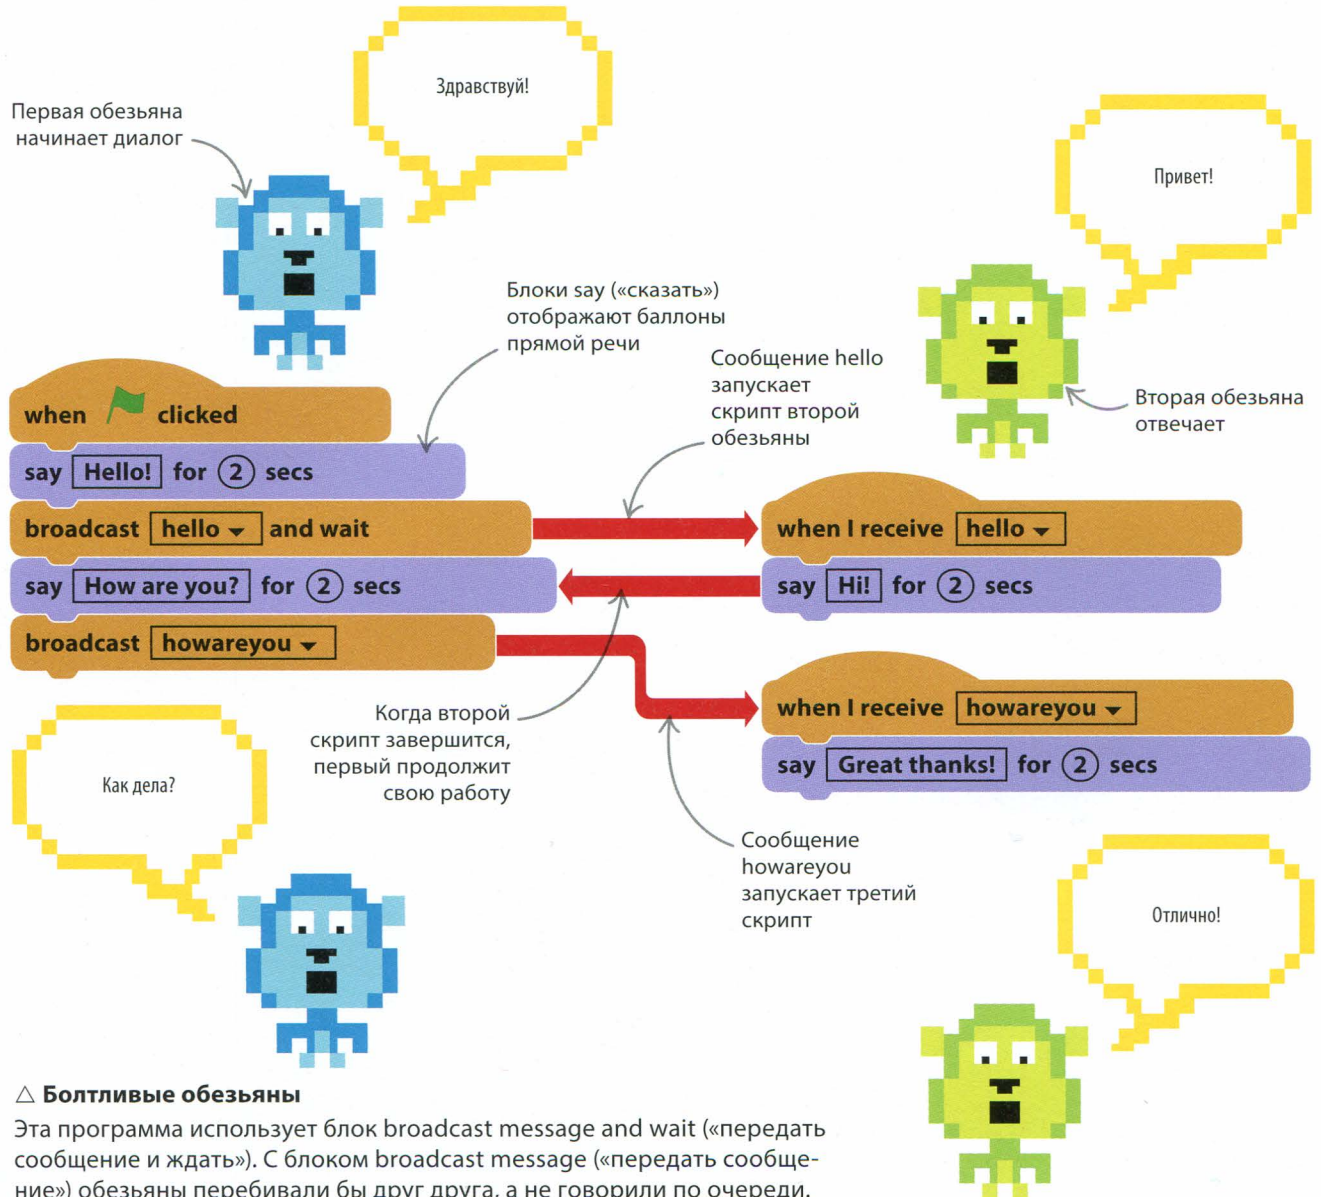 Здравствуй!
Первая обезьяна
начинает диалог
Привет!
Блоки say («сказать»)
отображают баллоны
прямой речи
Сообщение hello
запускает
скрипт второй
обезьяны
Вторая обезьяна
отвечает
when clicked
say Hello! for 2 secs
broadcast hello and wait
say How are you? for 2 secs
broadcast howareyou
when I receive hello
say Hi! for 2 secs
when I receive howareyou
say Great thanks! for 2 secs
Когда второй
скрипт завершится,
первый продолжит
свою работу
Как дела?
Сообщение
howareyou
запускает третий
скрипт
Отлично!
△ Болтливые обезьяны
Эта программа использует блок broadcast message and wait («передать
сообщение и ждать»). С блоком broadcast message («передать сообще-
ние») обезьяны перебивали бы друг друга, а не говорили по очереди.